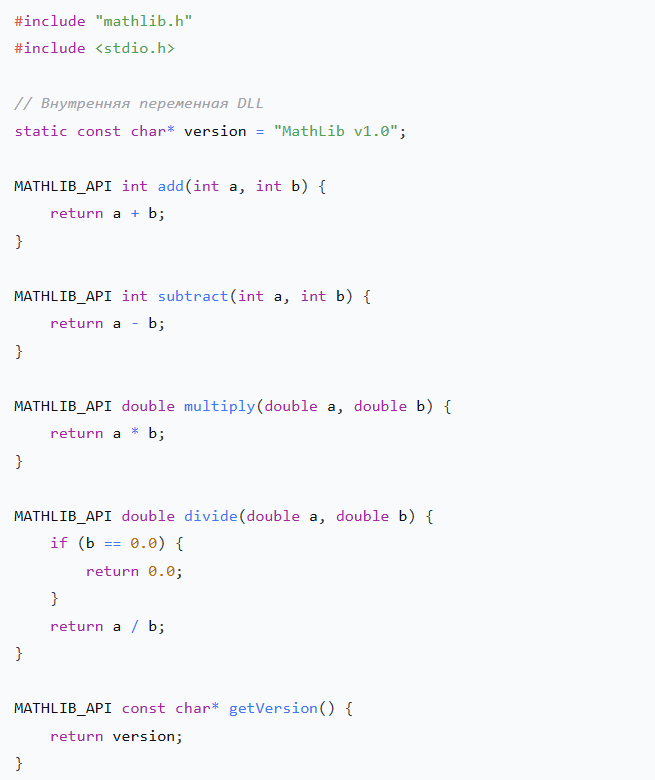 #include "mathlib.h"
#include <stdio.h>
// Внутренняя переменная DLL
static const char* version = "MathLib v1.0";
MATHLIB_API int add(int a, int b) {
    return a + b;
}
MATHLIB_API int subtract(int a, int b) {
    return a - b;
}
MATHLIB_API double multiply(double a, double b) {
    return a * b;
}
MATHLIB_API double divide(double a, double b) {
    if (b == 0.0) {
        return 0.0;
    }
    return a / b;
}
MATHLIB_API const char* getVersion() {
    return version;
}